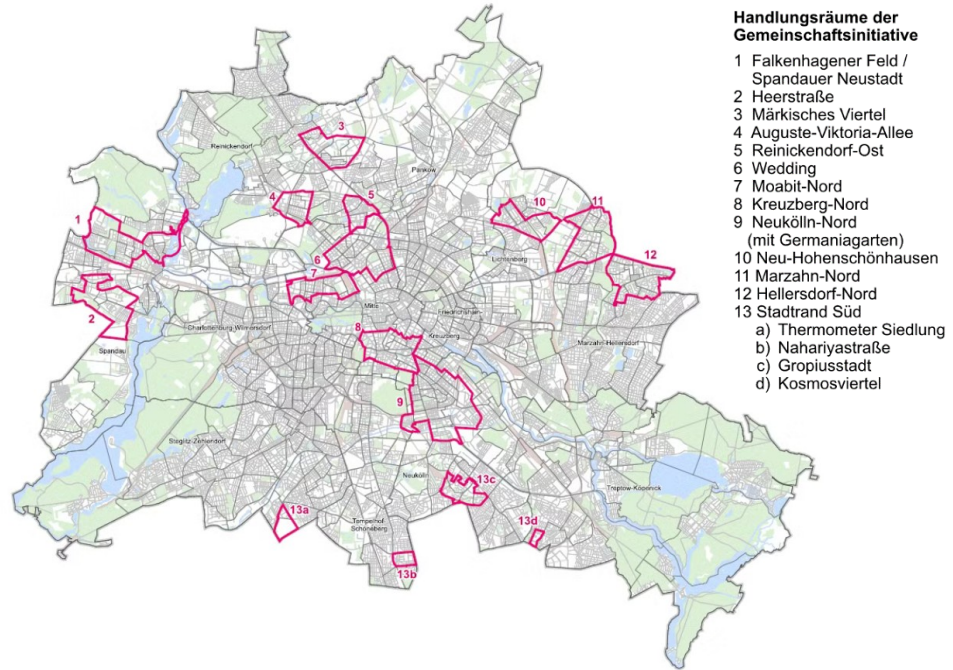 Handlungsräume der
Gemeinschaftsinitiative
1 Falkenhagener Feld /
Spandauer Neustadt
2 Heerstraße
3 Märkisches Viertel
4 Auguste-Viktoria-Allee
5 Reinickendorf-Ost
6 Wedding
7 Moabit-Nord
8 Kreuzberg-Nord
9 Neukölln-Nord
(mit Germaniagarten)
10 Neu-Hohenschönhausen
11 Marzahn-Nord
12 Hellersdorf-Nord
13 Stadtrand Süd
a) Thermometer Siedlung
b) Nahariyastraße
c) Gropiusstadt
d) Kosmosviertel
3
Reinickendorf
Pankow
4
5
10
11
1
6
Lichtenberg
12
7
Mitte
Friedrichshain-
Kreuzberg
2
Charlottenburg-Wilmersdorf
8
Marzahn-Hellersdorf
Spandau
9
Steglitz-Zehlendorf
Neukölln
13c
Treptow-Köpenick
13a
Tempelhof
Schöneberg
13d
13b